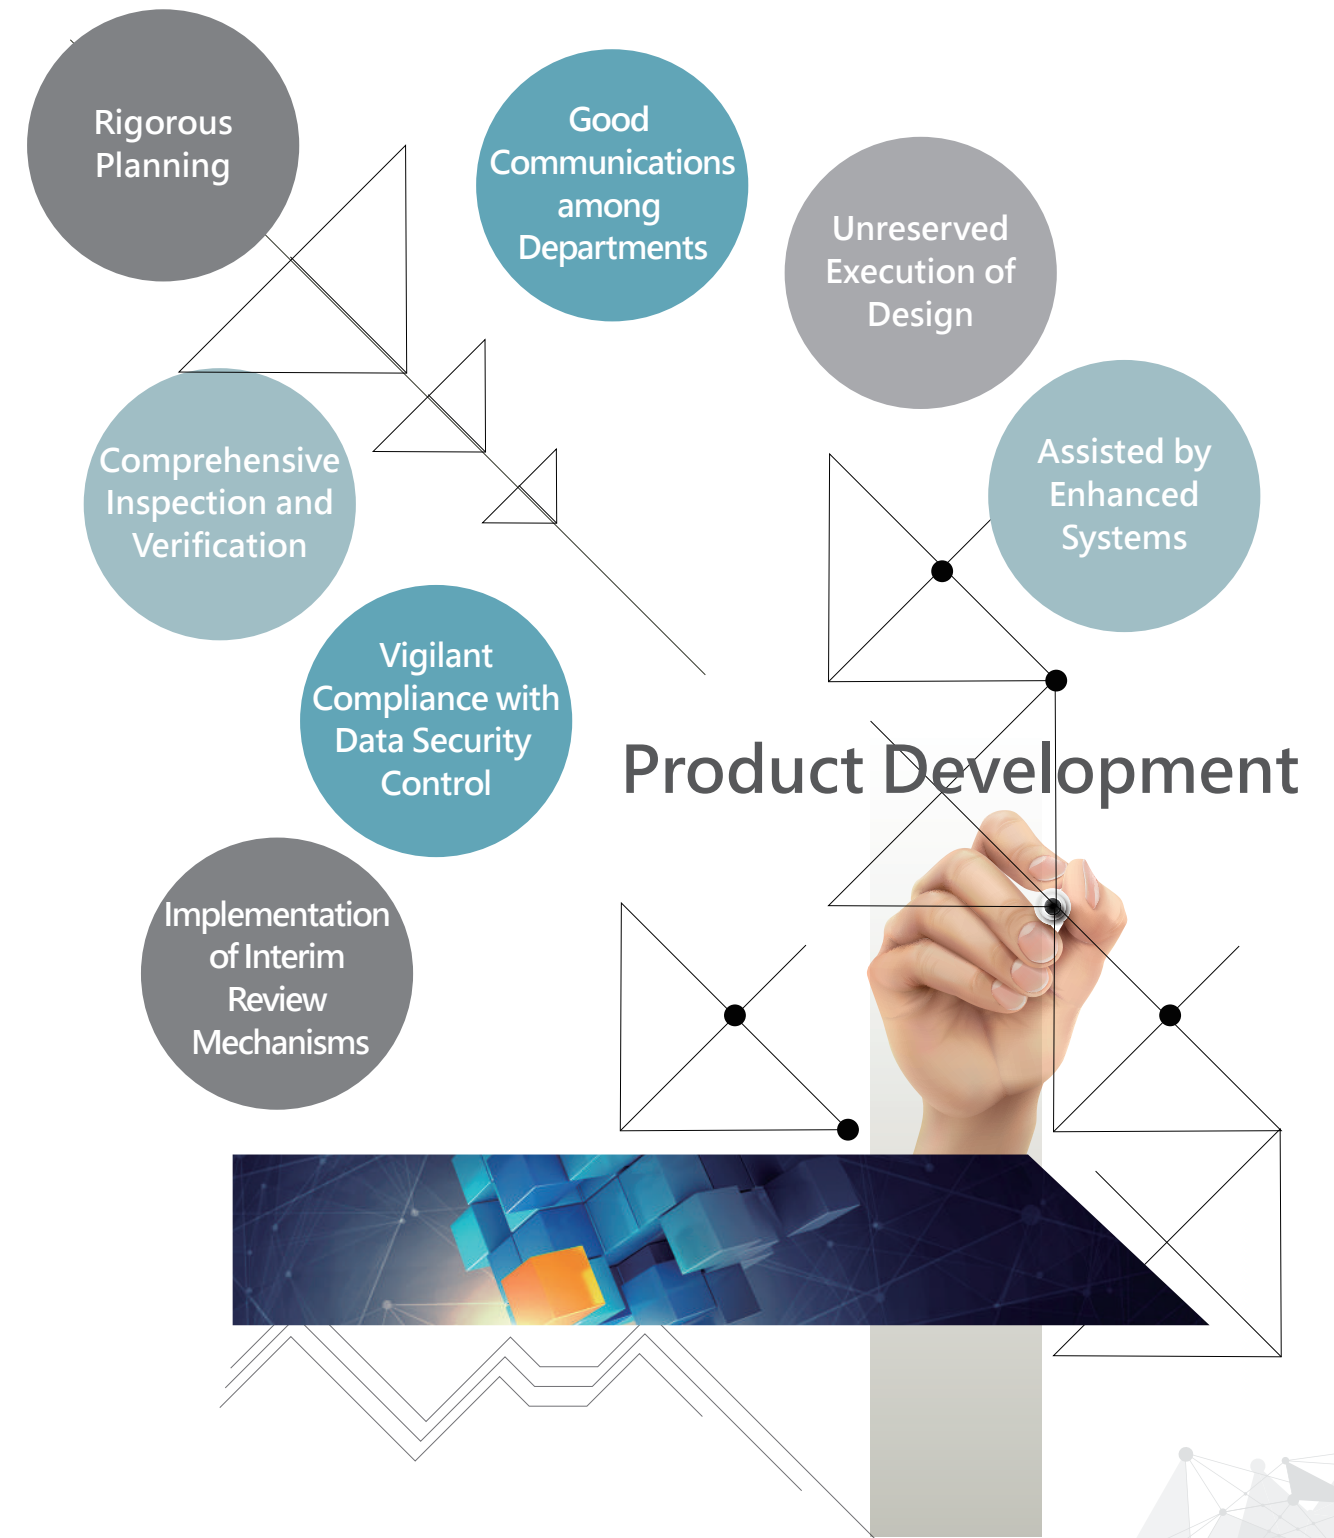 Rigorous
Planning
Good
Communications
among
Departments
Unreserved
Execution of
Design
Assisted by
Enhanced
Systems
Comprehensive
Inspection and
Verification
Vigilant
Compliance with
Data Security
Control
Product Development
Implementation
of Interim
Review
Mechanisms